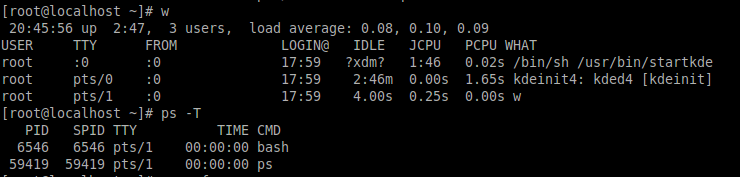 [root@localhost ~]# w
 20:45:56 up  2:47,  3 users,  load average: 0.08, 0.10, 0.09
USER     TTY      FROM             LOGIN@   IDLE   JCPU   PCPU WHAT
root     :0       :0               17:59   ?xdm?   1:46   0.02s /bin/sh /usr/bin/startkde
root     pts/0    :0               17:59    2:46m  0.00s  1.65s kdeinit4: kded4 [kdeinit]
root     pts/1    :0               17:59    4.00s  0.25s  0.00s w
[root@localhost ~]# ps -T
   PID   SPID TTY          TIME CMD
  6546   6546 pts/1    00:00:00 bash
 59419  59419 pts/1    00:00:00 ps